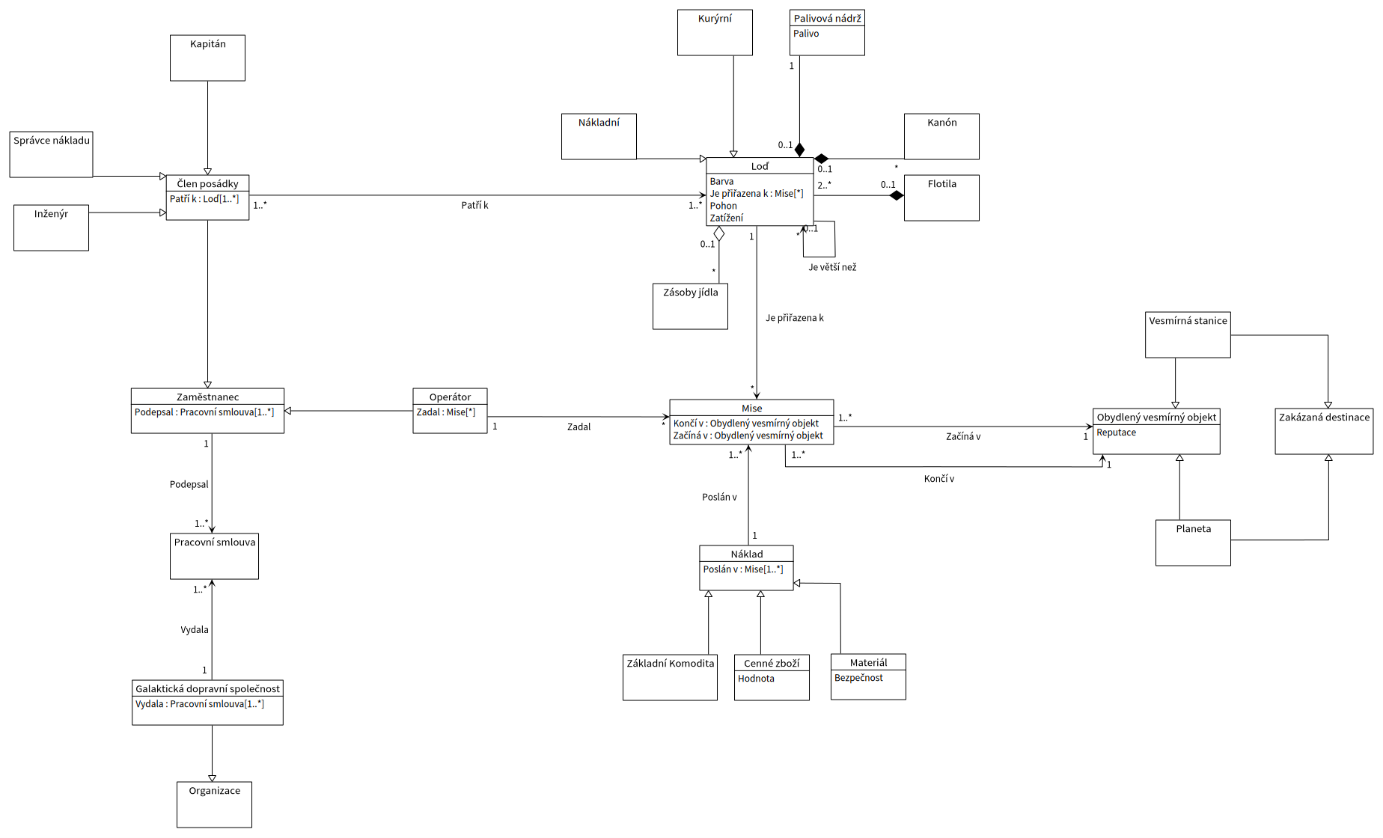 Kurýrní
Palivová nádrž
Palivo
Kapitán
1
Nákladní
Kanón
Správce nákladu
0..1
Loď
0..1
*
Člen posádky
Barva
2..*
0..1
Flotila
Patří k : Loď[1..*]
Je přiřazena k : Mise[*]
1..*
Patří k
1..*
Pohon
Inženýr
Zatížení
0..1
1
*
0..1
Je větší než
*
Zásoby jídla
Je přiřazena k
Vesmírná stanice
*
Zaměstnanec
Operátor
Mise
Obydlený vesmírný objekt
Zakázaná destinace
Podepsal : Pracovní smlouva[1..*]
Zadal : Mise[*]
Končí v : Obydlený vesmírný objekt
1..*
Reputace
1
Zadal
*
Začíná v : Obydlený vesmírný objekt
Začíná v
1
1
1..*
1..*
1
Podepsal
Končí v
Poslán v
1..*
Planeta
1
Pracovní smlouva
Náklad
Poslán v : Mise[1..*]
1..*
Vydala
Základní Komodita
Cenné zboží
Materiál
1
Hodnota
Bezpečnost
Galaktická dopravní společnost
Vydala : Pracovní smlouva[1..*]
Organizace